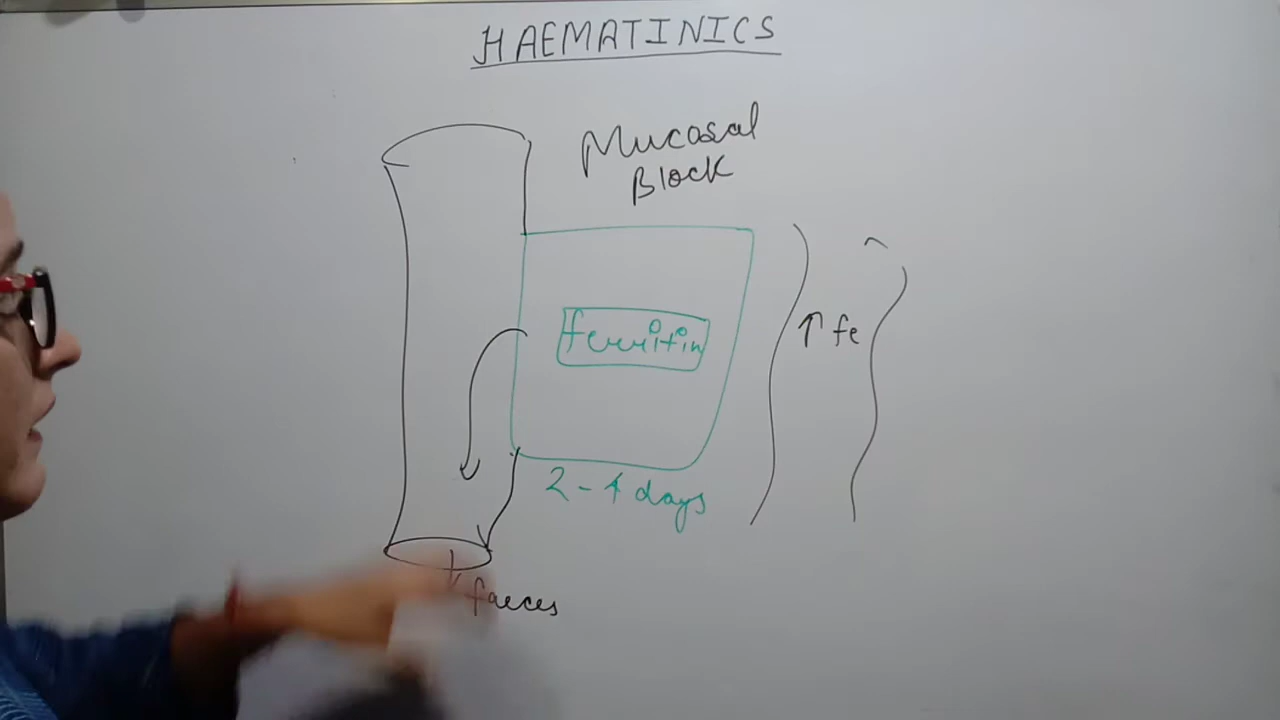 HAEMATINICS
Mucosal
Block
ferritin
↑ fe
2-4 days
faeces